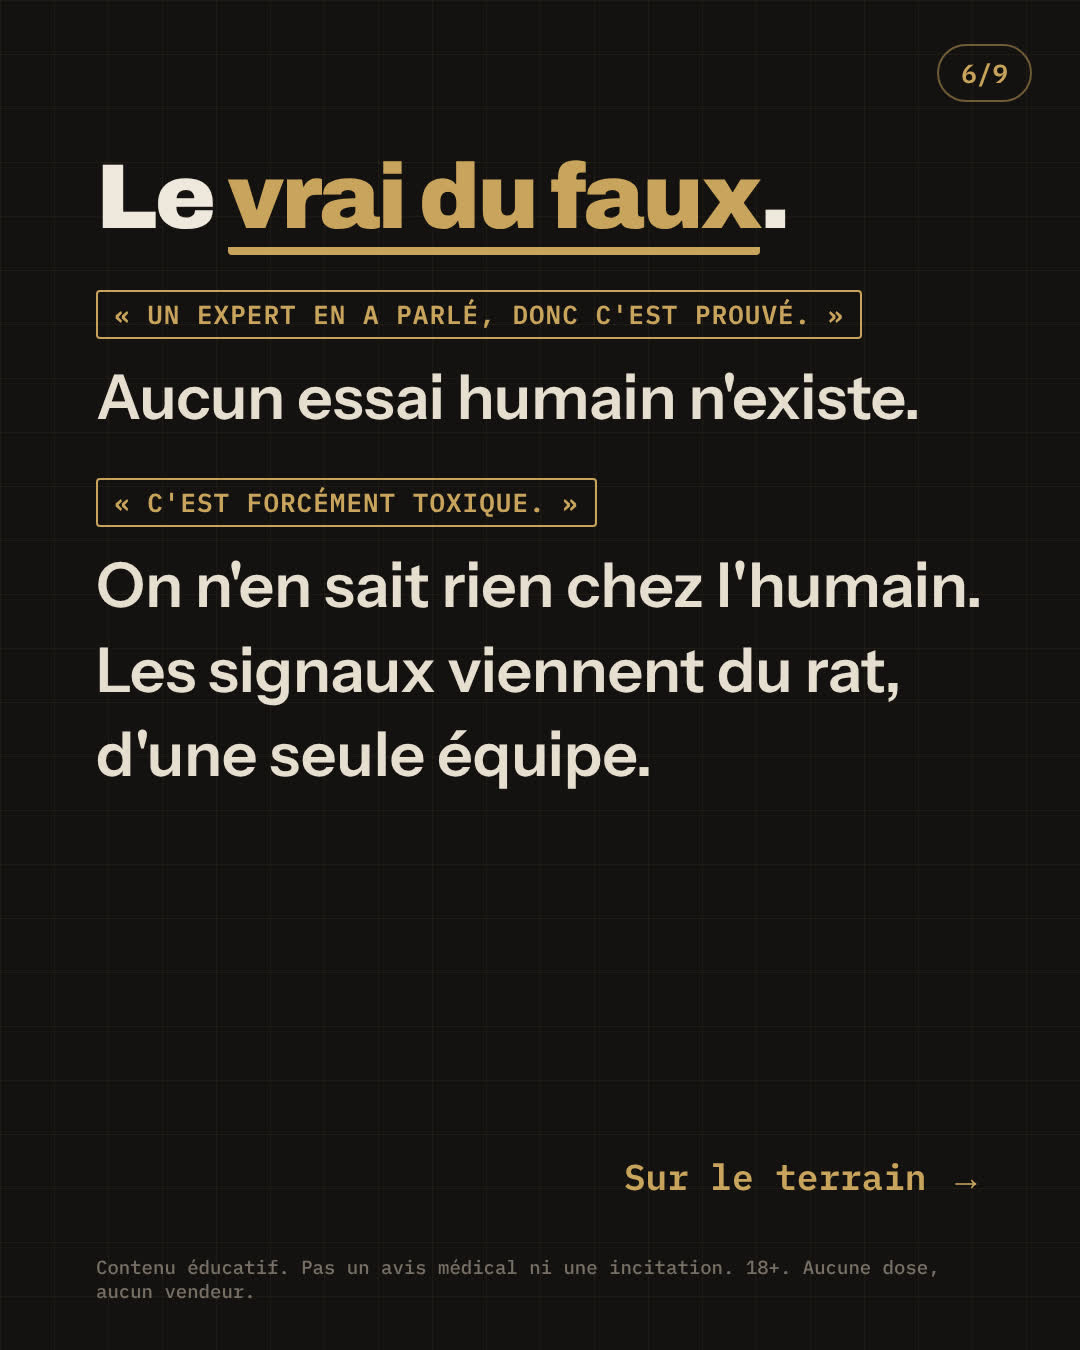 6/9
Le vrai du faux.
« UN EXPERT EN A PARLÉ, DONC C'EST PROUVÉ. »
Aucun essai humain n'existe.
« C'EST FORCÉMENT TOXIQUE. »
On n'en sait rien chez l'humain.
Les signaux viennent du rat,
d'une seule équipe.
Sur le terrain →
Contenu éducatif. Pas un avis médical ni une incitation. 18+. Aucune dose,
aucun vendeur.